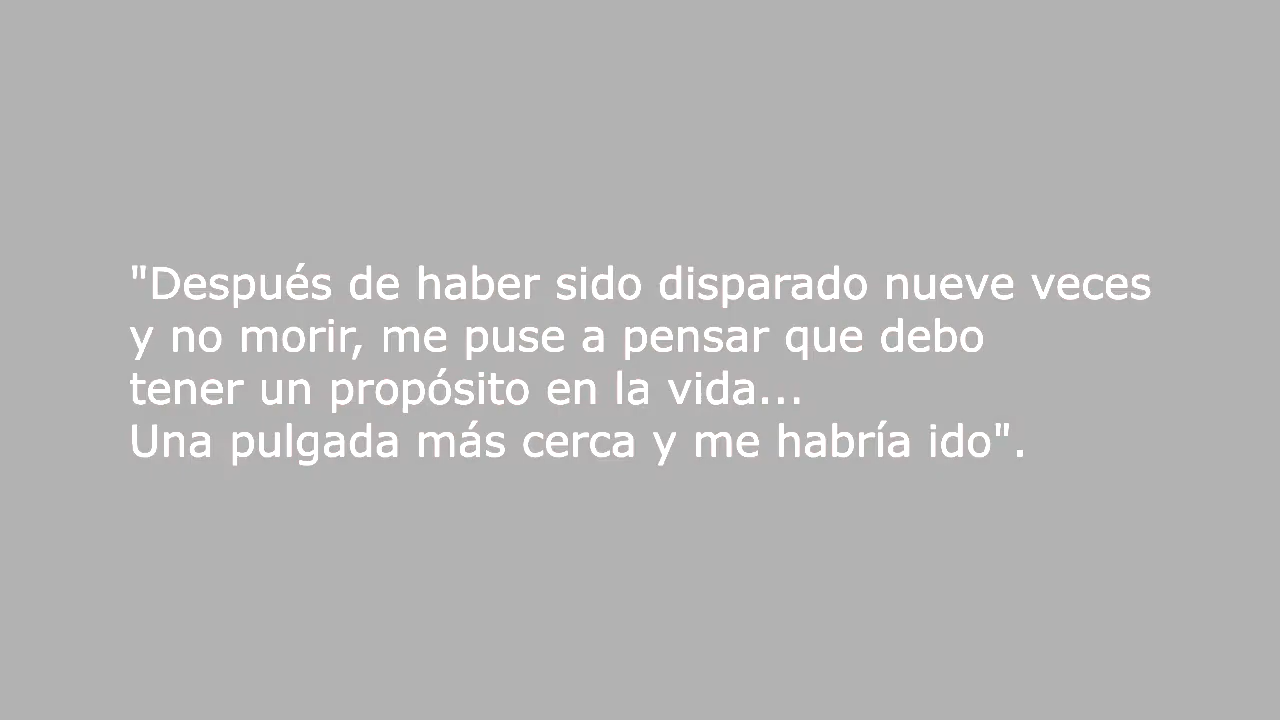 "Después de haber sido disparado nueve veces
y no morir, me puse a pensar que debo
tener un propósito en la vida...
Una pulgada más cerca y me habría ido".